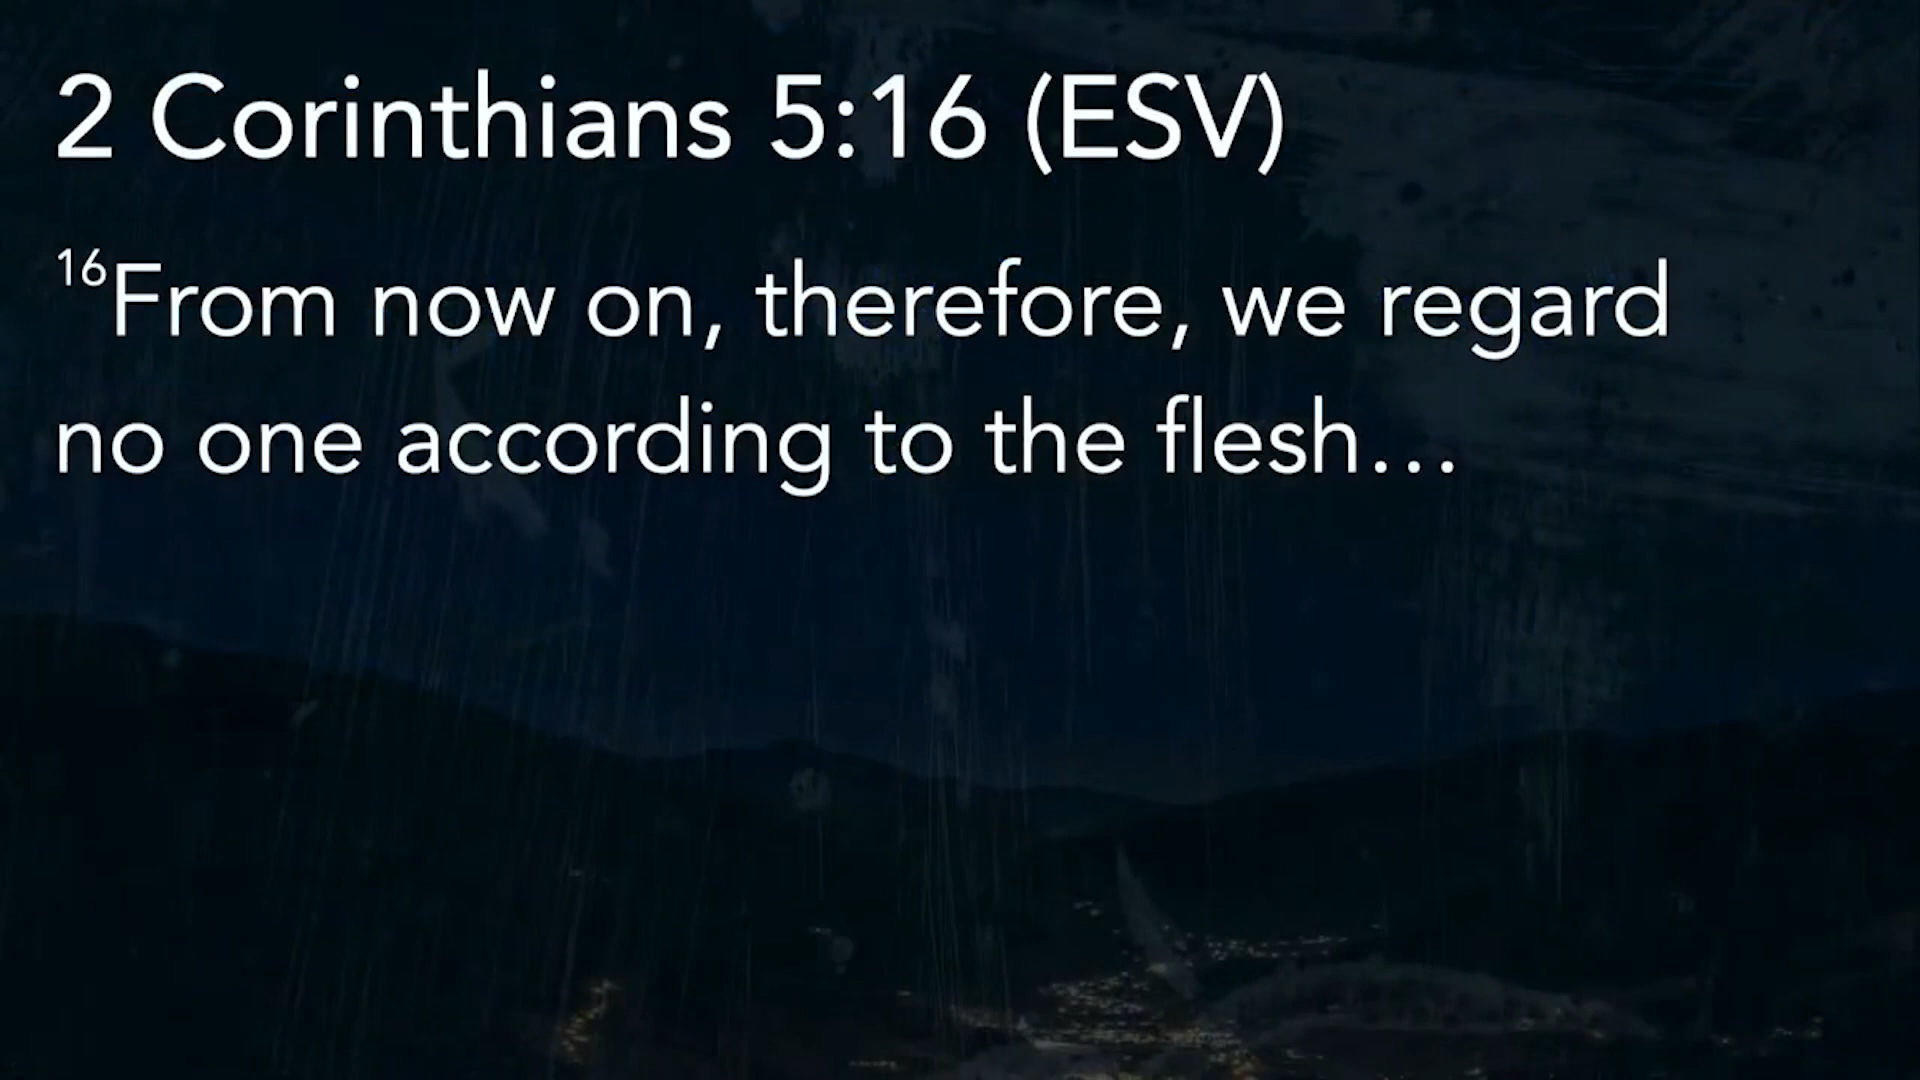 2 Corinthians 5:16 (ESV)
16From now on, therefore, we regard
no one according to the flesh…